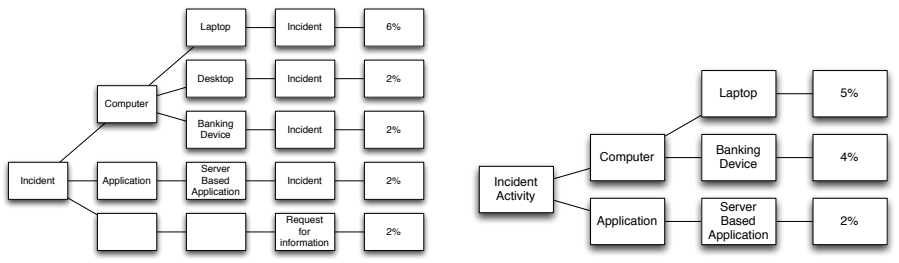 Laptop
Incident
6%
Desktop
Incident
2%
Computer
Banking
Device
Incident
2%
Incident
Application
Server
Based
Application
Incident
2%
Request
for
information
2%
Laptop
5%
Computer
Banking
Device
4%
Incident
Activity
Application
Server
Based
Application
2%